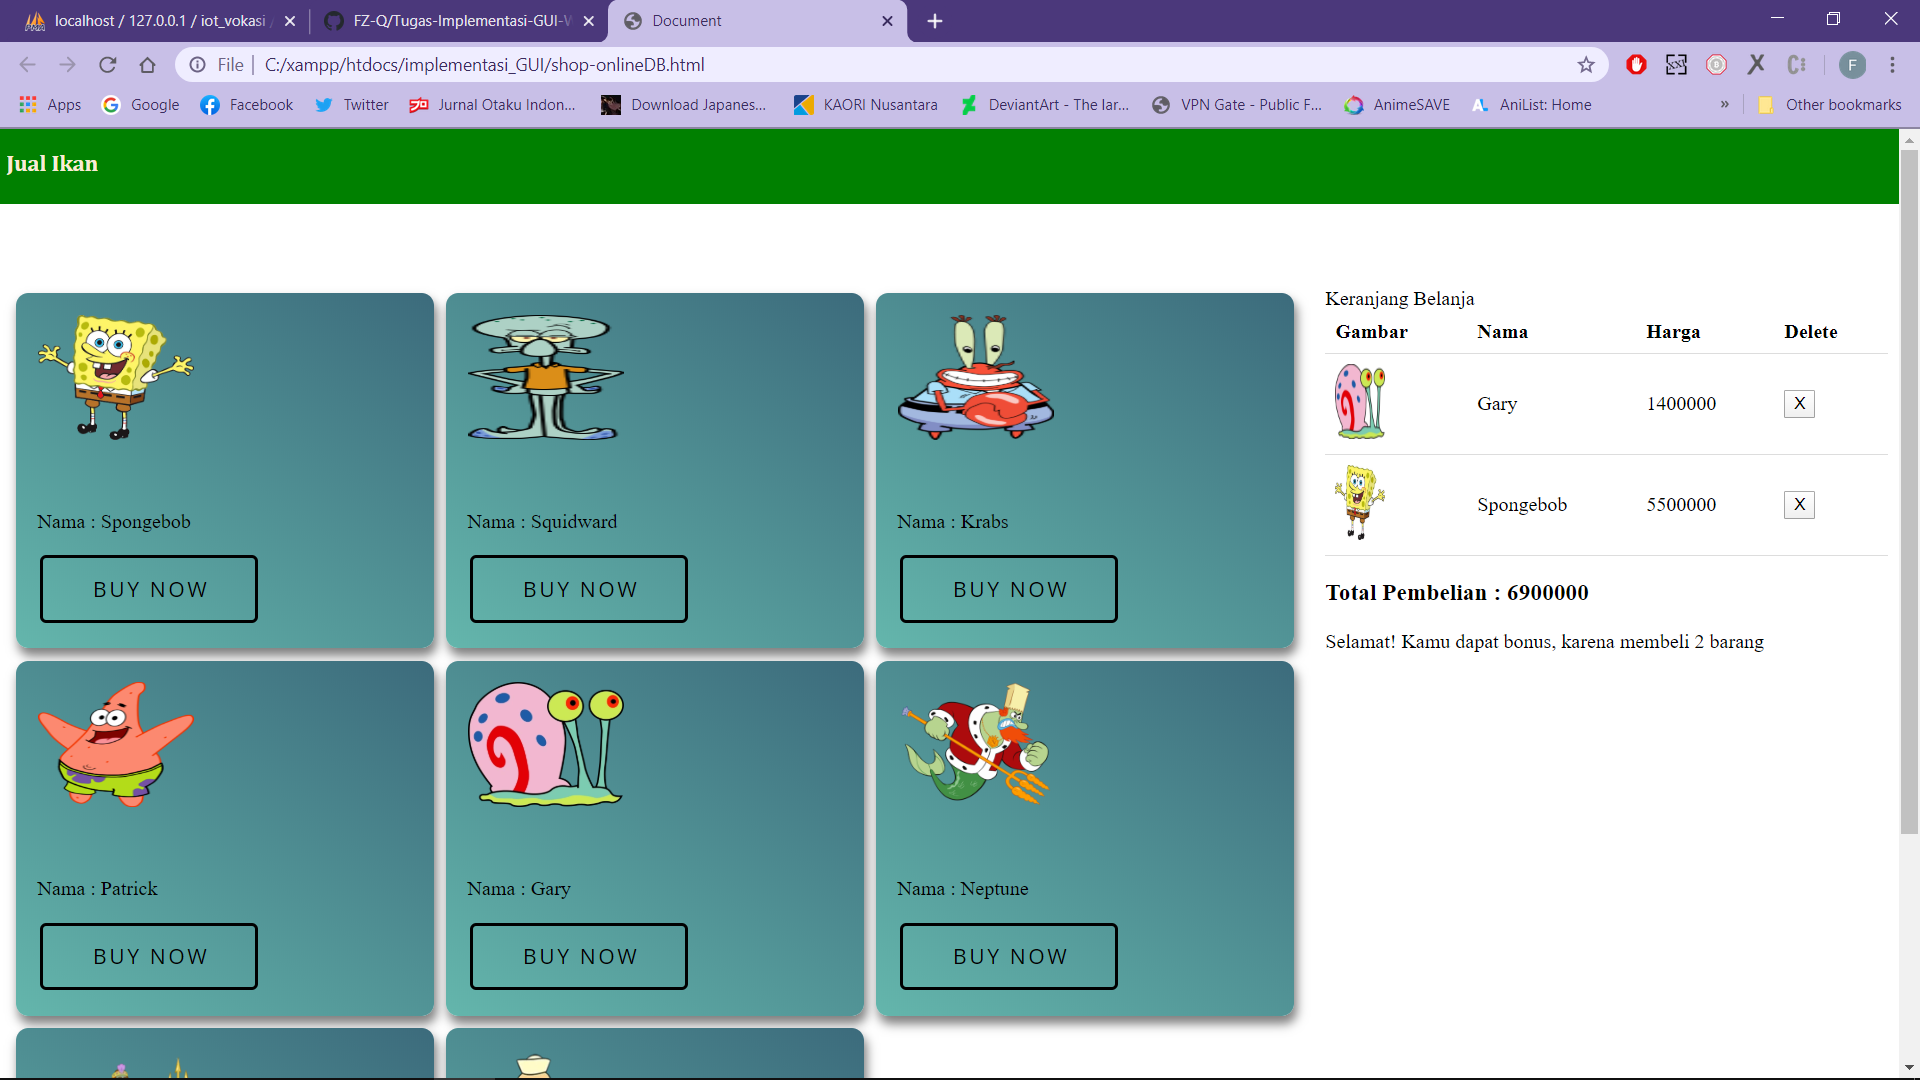 localhost / 127.0.0.1 / iot_vokasi /
FZ-Q/Tugas-Implementasi-GUI-W
Document
File
C:/xampp/htdocs/implementasi_GUI/shop-onlineDB.html
F
Apps
Google
Facebook
Twitter
Jurnal Otaku Indon...
Download Japanes...
KAORI Nusantara
DeviantArt - The lar...
VPN Gate - Public F...
AnimeSAVE
AniList: Home
»
Other bookmarks
Jual Ikan
Nama : Spongebob
BUY NOW
Nama : Squidward
BUY NOW
Nama : Krabs
BUY NOW
Nama : Patrick
BUY NOW
Nama : Gary
BUY NOW
Nama : Neptune
BUY NOW
Keranjang Belanja
Gambar Nama Harga Delete
Gary 1400000 X
Spongebob 5500000 X
Total Pembelian : 6900000
Selamat! Kamu dapat bonus, karena membeli 2 barang